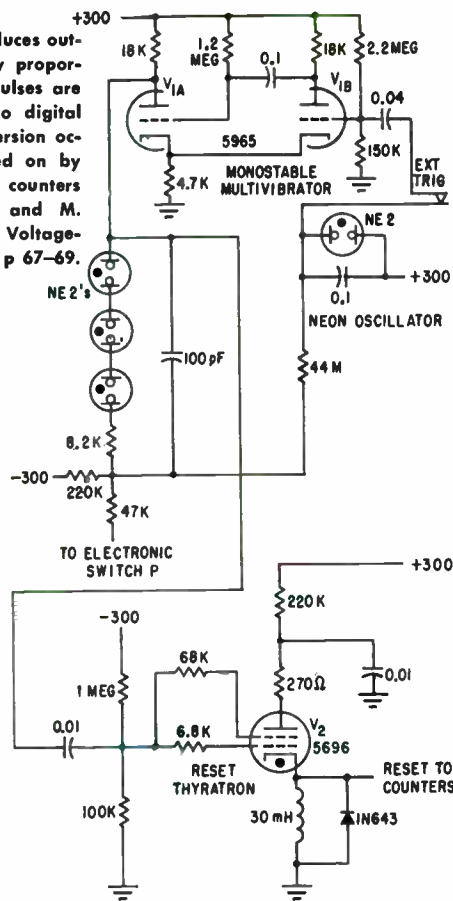 duces out-
y propor-
ulses are
o digital
ersion oc-
ed on by
counters
and M.
Voltage-
p 67–69.
+300
18K
1.2
MEG
0.1
18K
2.2MEG
V1A
V1B
0.04
5965
150K
EXT
TRIG
4.7K
MONOSTABLE
MULTIVIBRATOR
NE 2
+300
0.1
NEON OSCILLATOR
NE2's
100pF
44M
8.2K
-300
220K
47K
TO ELECTRONIC
SWITCH P
-300
+300
220K
1 MEG
68K
270Ω
0.01
0.01
6.8K
V2
5696
RESET
THYRATRON
RESET TO
COUNTERS
100K
30mH
1N643